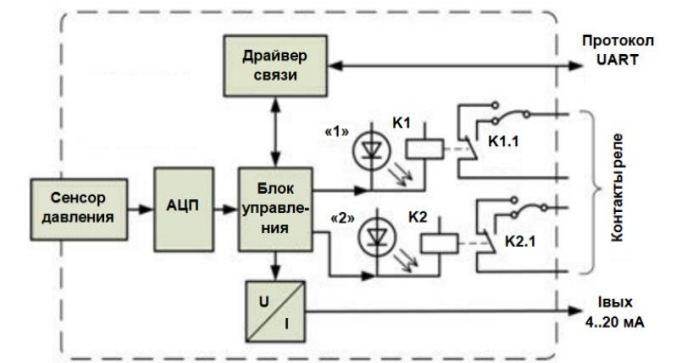 Драйвер
связи
Протокол
UART
«1»
K1
K1.1
Сенсор
давления
АЦП
Блок
управле-
ния
«2»
K2
K2.1
Контакты реле
U
I
Iвых
4..20 мА